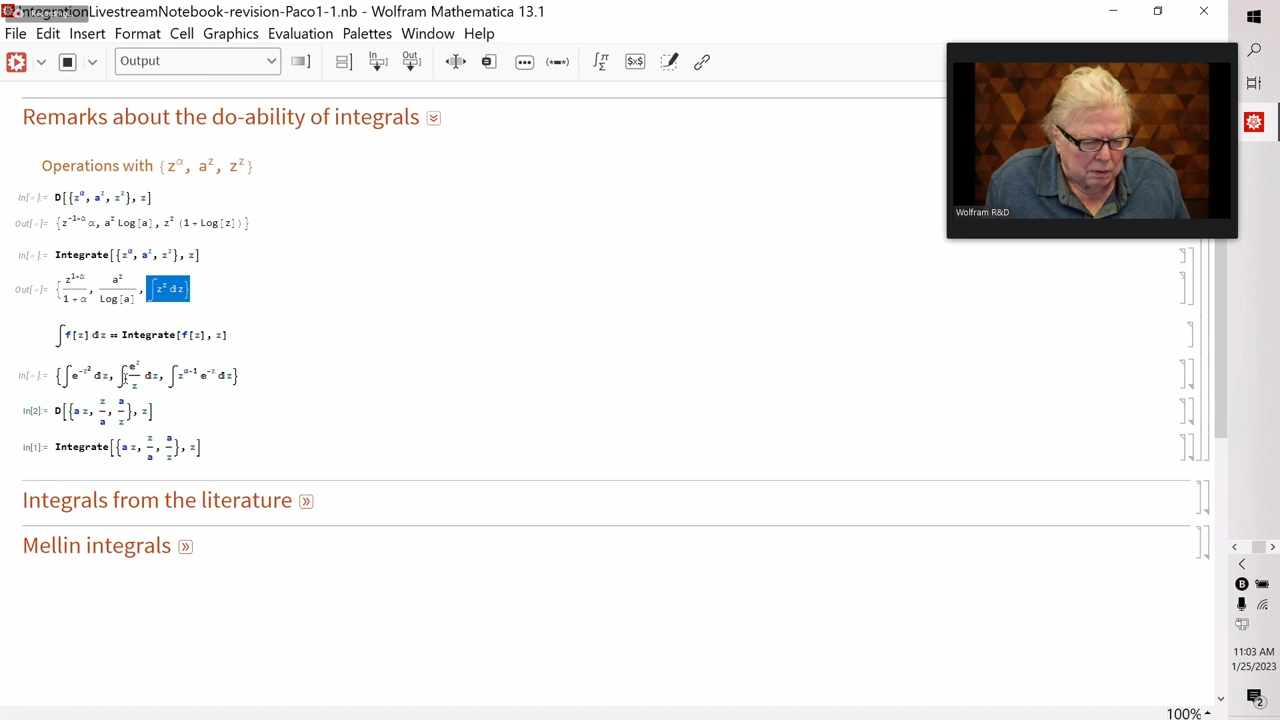 IntegrationLivestreamNotebook-revision-Paco1-1.nb - Wolfram Mathematica 13.1
File Edit Insert Format Cell Graphics Evaluation Palettes Window Help
Output
In
Out
$x$
Remarks about the do-ability of integrals
Operations with {z^α, a^z, z^z}
In[ ]:= D[{z^α, a^z, z^z}, z]
Out[ ]= {z^(-1+α) α, a^z Log[a], z^z (1 + Log[z])}
In[ ]:= Integrate[{z^α, a^z, z^z}, z]
Out[ ]= {z^(1+α)/(1 + α), a^z/Log[a], ∫z^z ⅆz}
∫f[z] ⅆz == Integrate[f[z], z]
In[ ]:= {∫ⅇ^(-z^2) ⅆz, ∫ⅇ^z/z ⅆz, ∫z^(α-1) ⅇ^(-z) ⅆz}
In[2]:= D[{a z, z/a, a/z}, z]
In[1]:= Integrate[{a z, z/a, a/z}, z]
Integrals from the literature
Mellin integrals
Wolfram R&D
11:03 AM
1/25/2023
2
100%